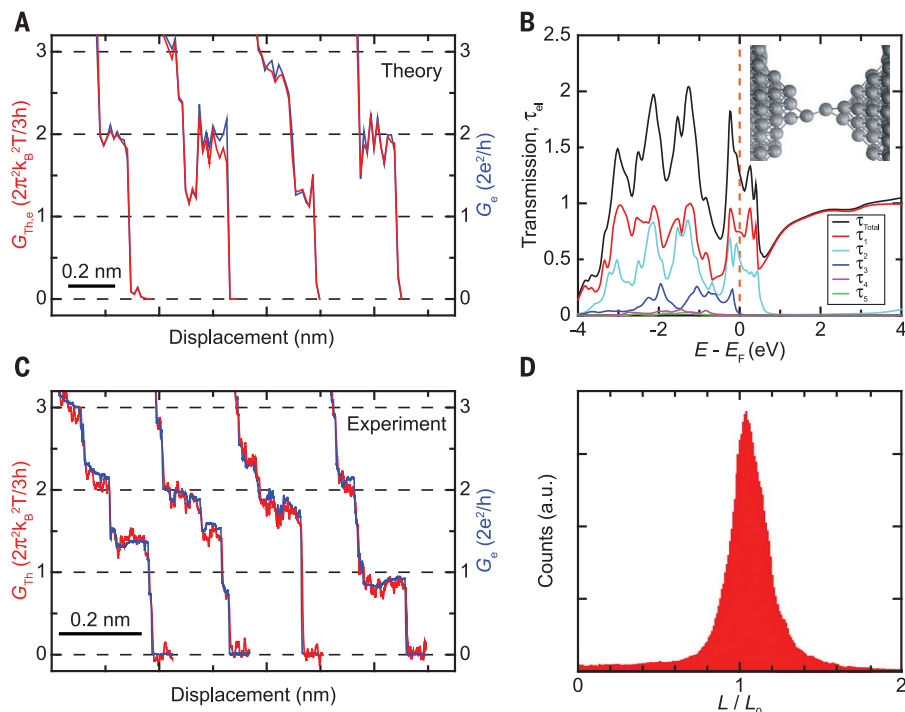 A
3
2
1
0
G_Th,e (2π²k_B²T/3h)
Theory
0.2 nm
3
2
1
0
G_e (2e²/h)
Displacement (nm)
B
2.5
2
1.5
1
0.5
0
Transmission, τ_el
τ_Total
τ_1
τ_2
τ_3
τ_4
τ_5
-4
-2
0
2
4
E - E_F (eV)
C
3
2
1
0
G_Th (2π²k_B²T/3h)
Experiment
0.2 nm
3
2
1
0
G_e (2e²/h)
Displacement (nm)
D
Counts (a.u.)
0
1
2
L / L_0